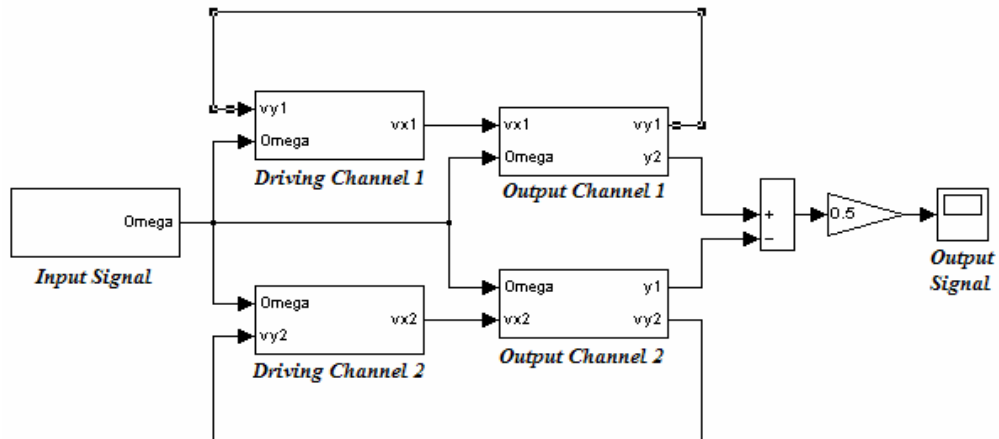 vy1
Omega
vx1
Driving Channel 1
vx1
Omega
vy1
y2
Output Channel 1
Omega
Input Signal
+
−
0.5
Output
Signal
Omega
vy2
vx2
Driving Channel 2
Omega
vx2
y1
vy2
Output Channel 2